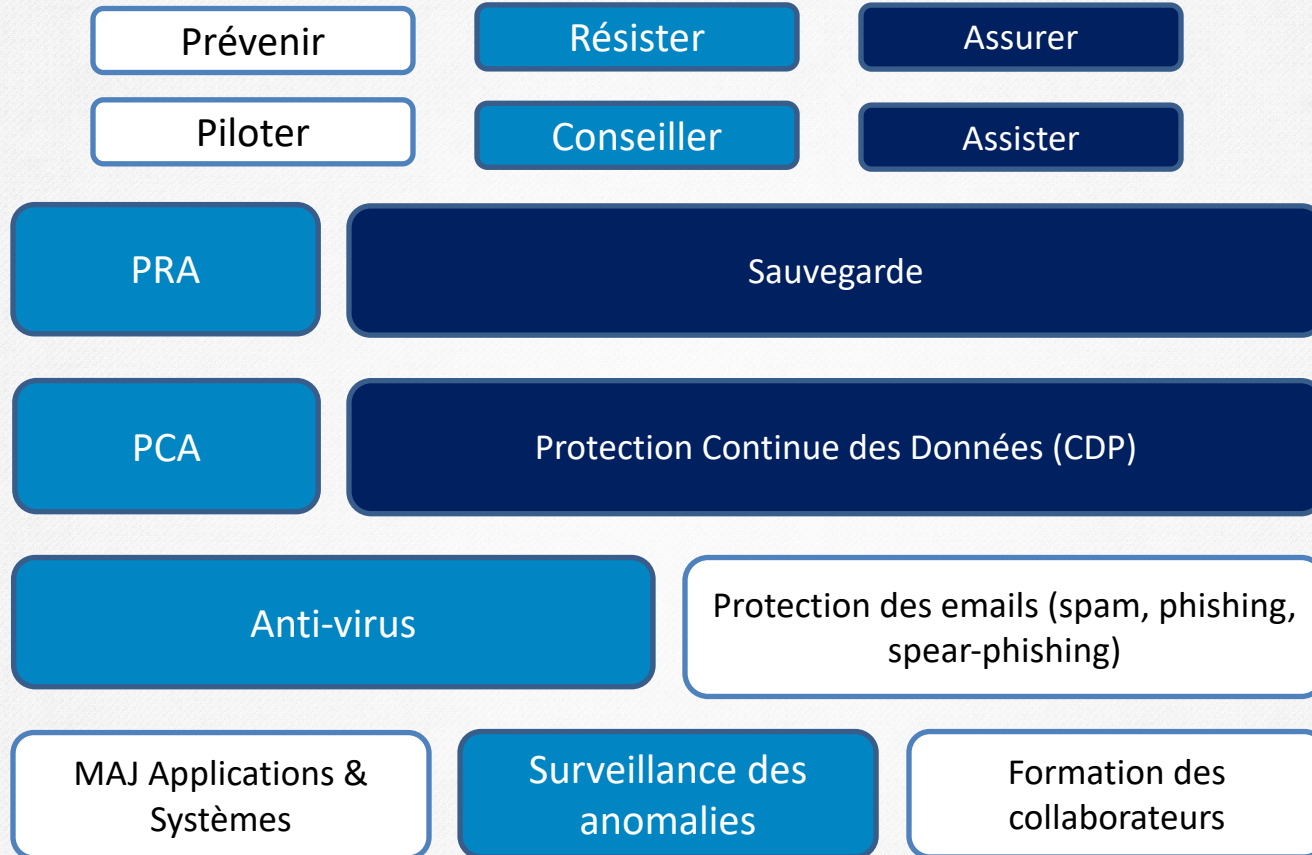 Prévenir
Résister
Assurer
Piloter
Conseiller
Assister
PRA
Sauvegarde
PCA
Protection Continue des Données (CDP)
Anti-virus
Protection des emails (spam, phishing,
spear-phishing)
MAJ Applications &
Systèmes
Surveillance des
anomalies
Formation des
collaborateurs